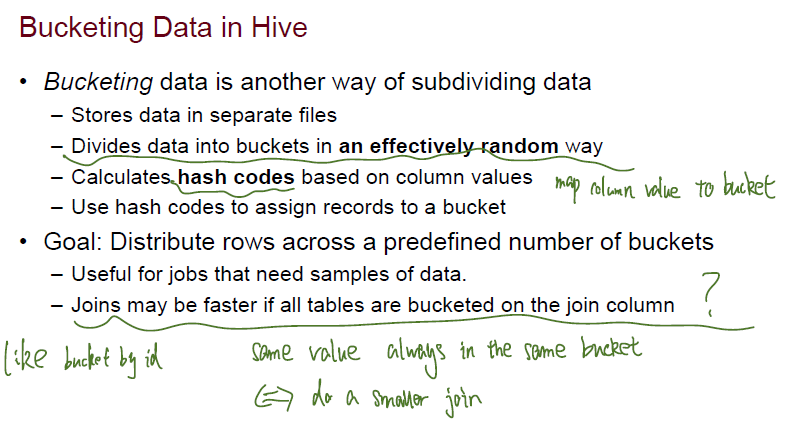 Bucketing Data in Hive
• Bucketing data is another way of subdividing data
– Stores data in separate files
– Divides data into buckets in an effectively random way
– Calculates hash codes based on column values map column value to bucket
– Use hash codes to assign records to a bucket
• Goal: Distribute rows across a predefined number of buckets
– Useful for jobs that need samples of data.
– Joins may be faster if all tables are bucketed on the join column ?
like bucket by id same value always in the same bucket
⇔ do a smaller join